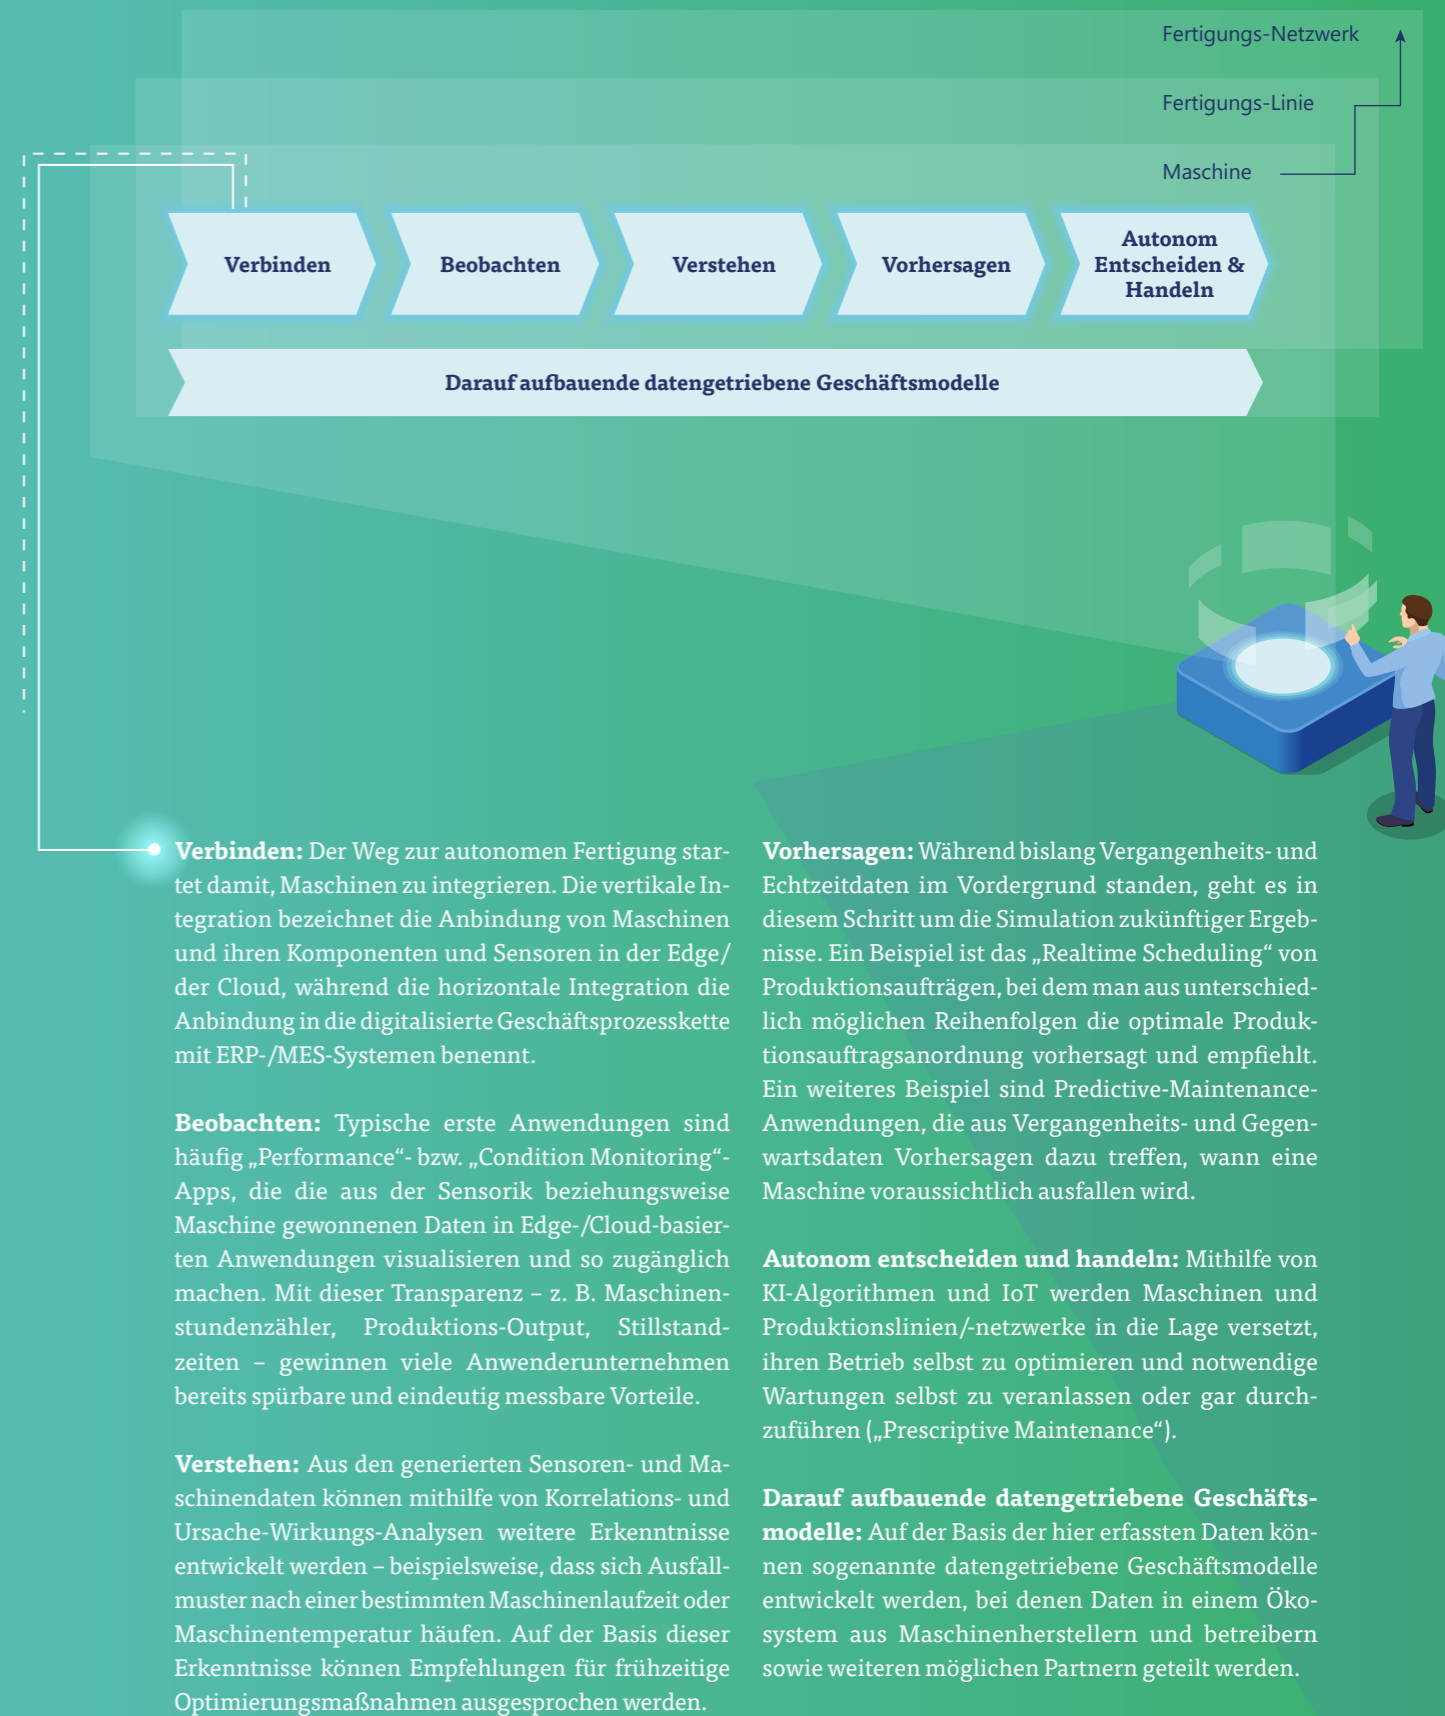 Fertigungs-Netzwerk
Fertigungs-Linie
Maschine
Verbinden
Beobachten
Verstehen
Vorhersagen
Autonom
Entscheiden &
Handeln
Darauf aufbauende datengetriebene Geschäftsmodelle
Verbinden: Der Weg zur autonomen Fertigung star-
tet damit, Maschinen zu integrieren. Die vertikale In-
tegration bezeichnet die Anbindung von Maschinen
und ihren Komponenten und Sensoren in der Edge/
der Cloud, während die horizontale Integration die
Anbindung in die digitalisierte Geschäftsprozesskette
mit ERP-/MES-Systemen benennt.
Beobachten: Typische erste Anwendungen sind
häufig „Performance“- bzw. „Condition Monitoring“-
Apps, die die aus der Sensorik beziehungsweise
Maschine gewonnenen Daten in Edge-/Cloud-basier-
ten Anwendungen visualisieren und so zugänglich
machen. Mit dieser Transparenz – z. B. Maschinen-
stundenzähler, Produktions-Output, Stillstand-
zeiten – gewinnen viele Anwenderunternehmen
bereits spürbare und eindeutig messbare Vorteile.
Verstehen: Aus den generierten Sensoren- und Ma-
schinendaten können mithilfe von Korrelations- und
Ursache-Wirkungs-Analysen weitere Erkenntnisse
entwickelt werden – beispielsweise, dass sich Ausfall-
muster nach einer bestimmten Maschinenlaufzeit oder
Maschinentemperatur häufen. Auf der Basis dieser
Erkenntnisse können Empfehlungen für frühzeitige
Optimierungsmaßnahmen ausgesprochen werden.
Vorhersagen: Während bislang Vergangenheits- und
Echtzeitdaten im Vordergrund standen, geht es in
diesem Schritt um die Simulation zukünftiger Ergeb-
nisse. Ein Beispiel ist das „Realtime Scheduling“ von
Produktionsaufträgen, bei dem man aus unterschied-
lich möglichen Reihenfolgen die optimale Produk-
tionsauftragsanordnung vorhersagt und empfiehlt.
Ein weiteres Beispiel sind Predictive-Maintenance-
Anwendungen, die aus Vergangenheits- und Gegen-
wartsdaten Vorhersagen dazu treffen, wann eine
Maschine voraussichtlich ausfallen wird.
Autonom entscheiden und handeln: Mithilfe von
KI-Algorithmen und IoT werden Maschinen und
Produktionslinien/-netzwerke in die Lage versetzt,
ihren Betrieb selbst zu optimieren und notwendige
Wartungen selbst zu veranlassen oder gar durch-
zuführen („Prescriptive Maintenance“).
Darauf aufbauende datengetriebene Geschäfts-
modelle: Auf der Basis der hier erfassten Daten kön-
nen sogenannte datengetriebene Geschäftsmodelle
entwickelt werden, bei denen Daten in einem Öko-
system aus Maschinenherstellern und betreibern
sowie weiteren möglichen Partnern geteilt werden.